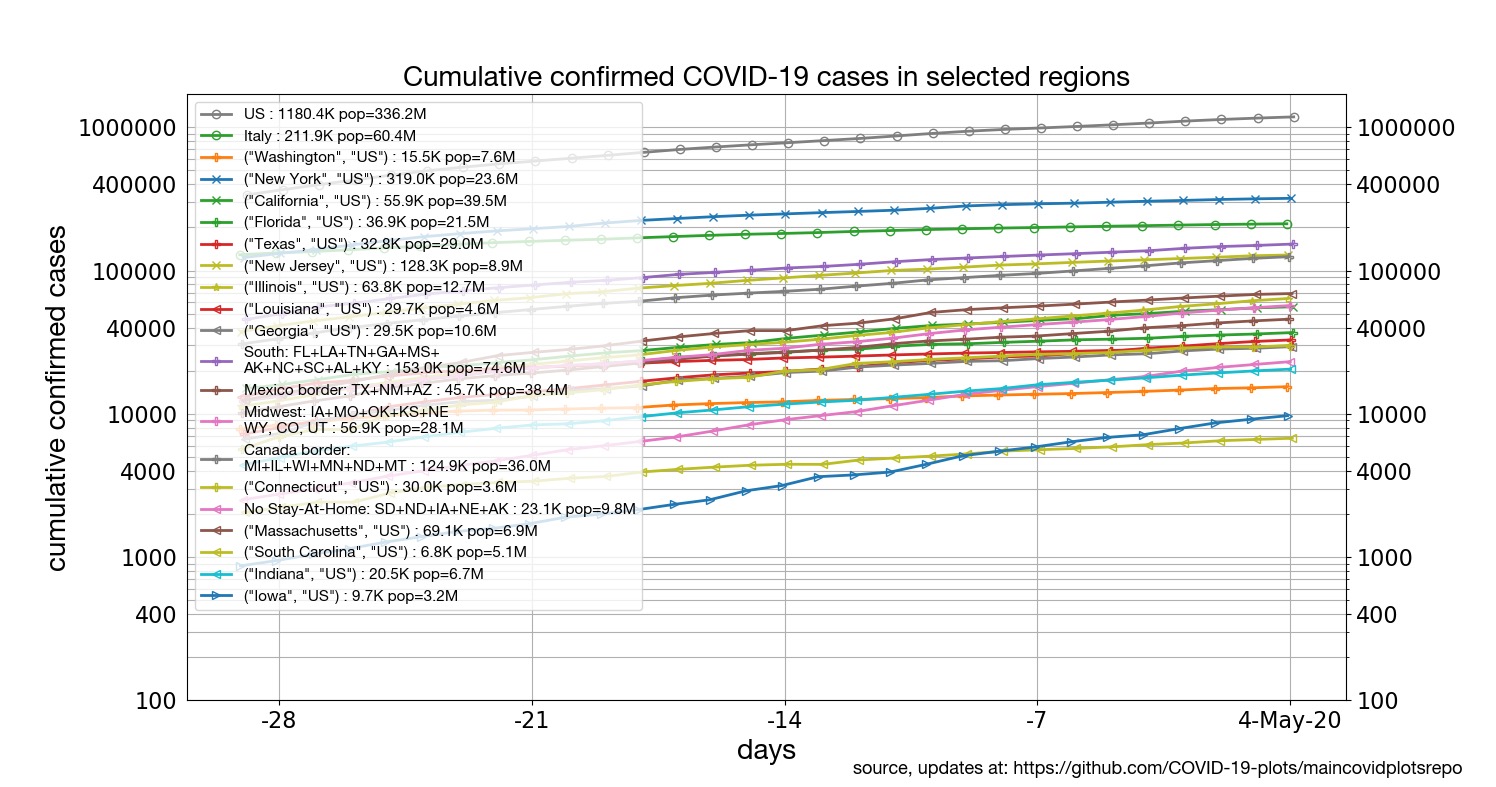 Cumulative confirmed COVID-19 cases in selected regions
US : 1180.4K pop=336.2M
Italy : 211.9K pop=60.4M
("Washington", "US") : 15.5K pop=7.6M
("New York", "US") : 319.0K pop=23.6M
("California", "US") : 55.9K pop=39.5M
("Florida", "US") : 36.9K pop=21.5M
("Texas", "US") : 32.8K pop=29.0M
("New Jersey", "US") : 128.3K pop=8.9M
("Illinois", "US") : 63.8K pop=12.7M
("Louisiana", "US") : 29.7K pop=4.6M
("Georgia", "US") : 29.5K pop=10.6M
South: FL+LA+TN+GA+MS+
AK+NC+SC+AL+KY : 153.0K pop=74.6M
Mexico border: TX+NM+AZ : 45.7K pop=38.4M
Midwest: IA+MO+OK+KS+NE
WY, CO, UT : 56.9K pop=28.1M
Canada border:
MI+IL+WI+MN+ND+MT : 124.9K pop=36.0M
("Connecticut", "US") : 30.0K pop=3.6M
No Stay-At-Home: SD+ND+IA+NE+AK : 23.1K pop=9.8M
("Massachusetts", "US") : 69.1K pop=6.9M
("South Carolina", "US") : 6.8K pop=5.1M
("Indiana", "US") : 20.5K pop=6.7M
("Iowa", "US") : 9.7K pop=3.2M
cumulative cases
1000000
400000
100000
40000
10000
4000
1000
400
100
1000000
400000
100000
40000
10000
4000
1000
400
100
-28
-21
-14
-7
4-May-20
days
source, updates at: https://github.com/COVID-19-plots/maincovidplotsrepo